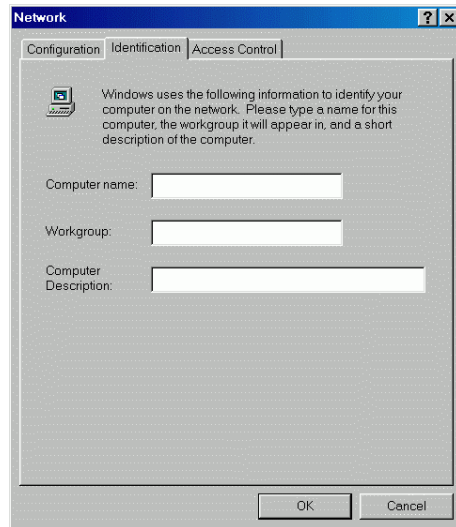 Network
Configuration Identification Access Control
Windows uses the following information to identify your
computer on the network. Please type a name for this
computer, the workgroup it will appear in, and a short
description of the computer.
Computer name:
Workgroup:
Computer
Description:
OK Cancel